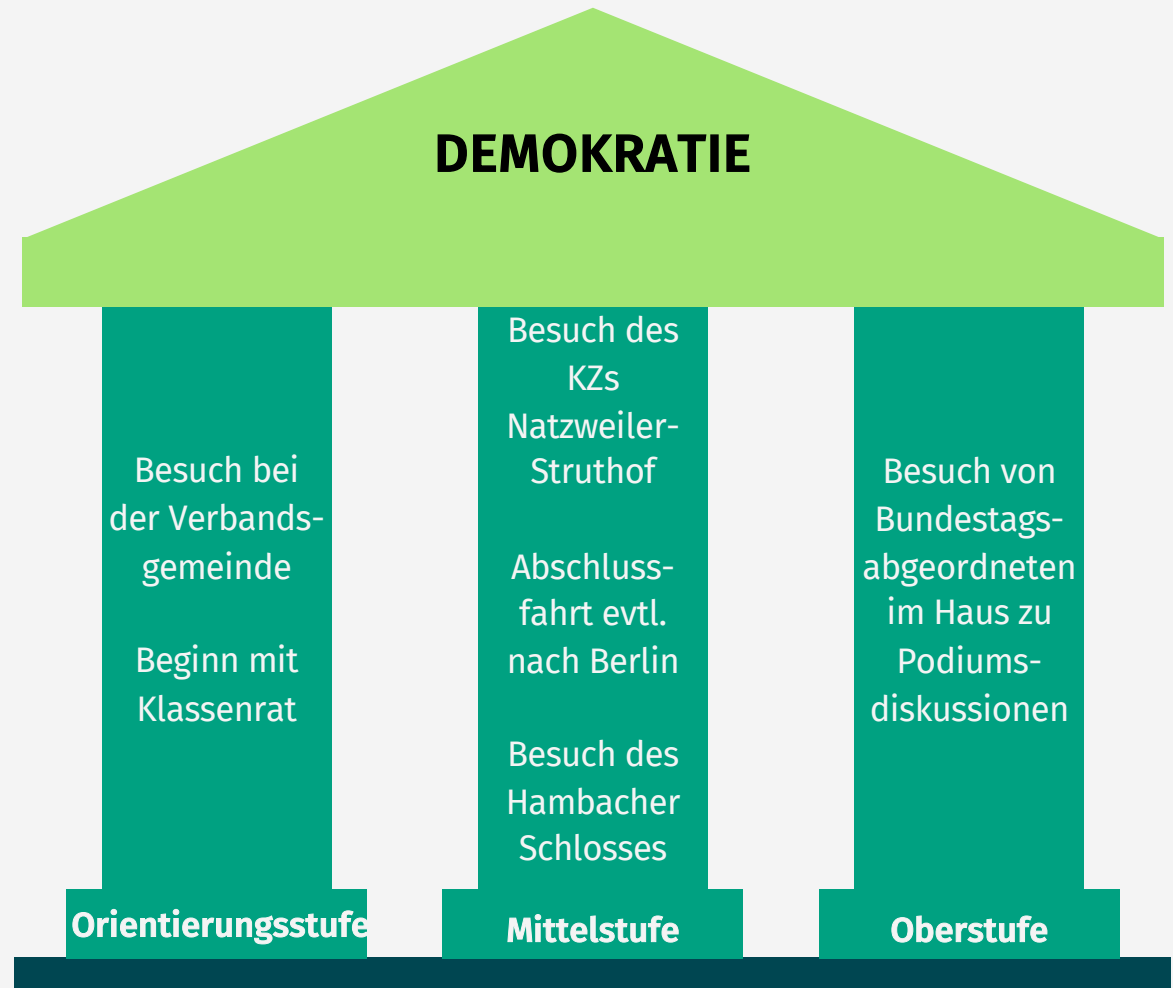 DEMOKRATIE
Besuch bei
der Verbands-
gemeinde
Beginn mit
Klassenrat
Orientierungsstufe
Besuch des
KZs
Natzweiler-
Struthof
Abschluss-
fahrt evtl.
nach Berlin
Besuch des
Hambacher
Schlosses
Mittelstufe
Besuch von
Bundestags-
abgeordneten
im Haus zu
Podiums-
diskussionen
Oberstufe